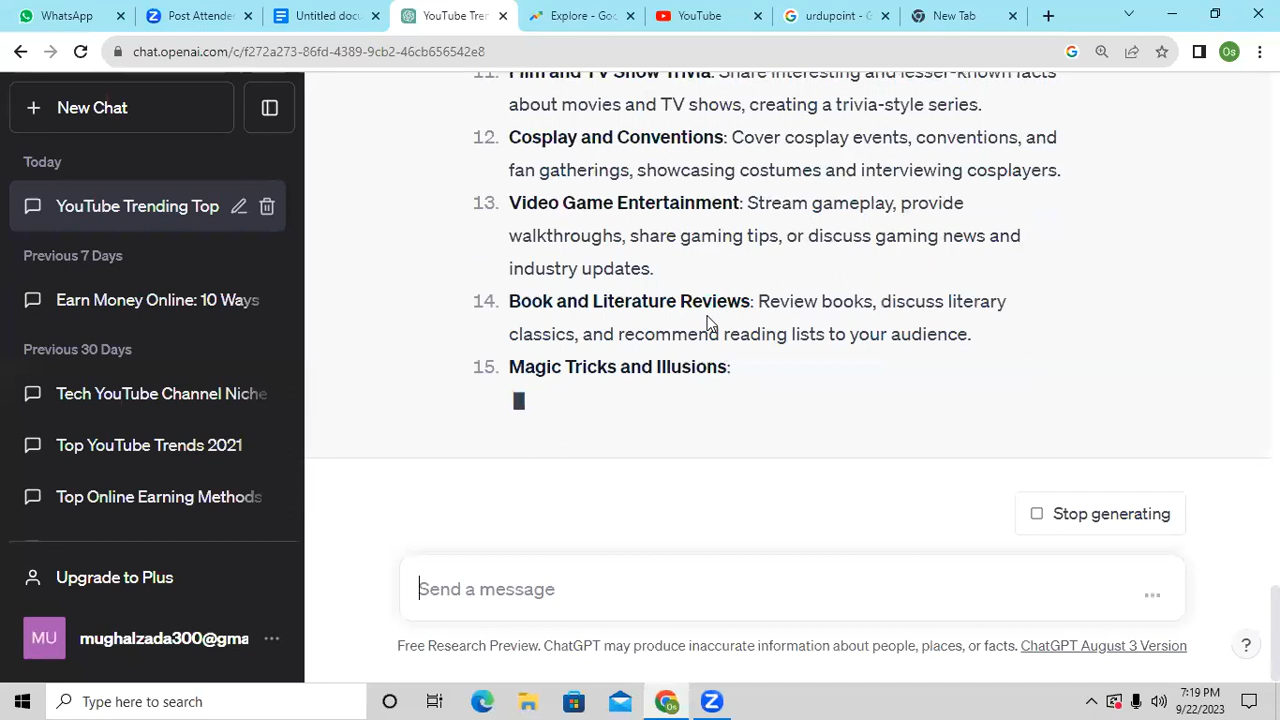 WhatsApp
Post Attende
Untitled docu
YouTube Tren
Explore - Goo
YouTube
urdupoint - G
New Tab
chat.openai.com/c/f272a273-86fd-4389-9cb2-46cb656542e8
Os
New Chat
Today
YouTube Trending Top
Previous 7 Days
Earn Money Online: 10 Ways
Previous 30 Days
Tech YouTube Channel Niche
Top YouTube Trends 2021
Top Online Earning Methods
Upgrade to Plus
MU mughalzada300@gma
11. Film and TV Show Trivia: Share interesting and lesser-known facts
about movies and TV shows, creating a trivia-style series.
12. Cosplay and Conventions: Cover cosplay events, conventions, and
fan gatherings, showcasing costumes and interviewing cosplayers.
13. Video Game Entertainment: Stream gameplay, provide
walkthroughs, share gaming tips, or discuss gaming news and
industry updates.
14. Book and Literature Reviews: Review books, discuss literary
classics, and recommend reading lists to your audience.
15. Magic Tricks and Illusions:
Stop generating
Send a message
Free Research Preview. ChatGPT may produce inaccurate information about people, places, or facts. ChatGPT August 3 Version
?
Type here to search
7:19 PM
9/22/2023